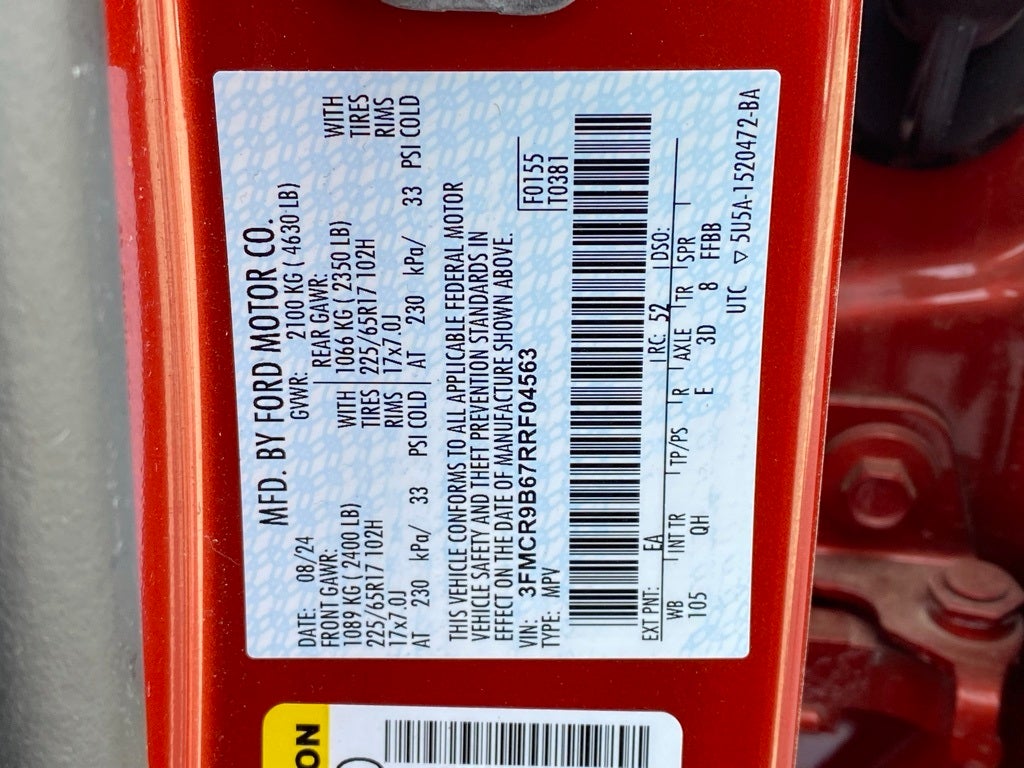 MFD. BY FORD MOTOR CO.
DATE: 08/24 GVWR: 2100 KG ( 4630 LB)
FRONT GAWR: REAR GAWR:
1089 KG ( 2400 LB) WITH 1066 KG ( 2350 LB) WITH
225/65R17 102H TIRES 225/65R17 102H TIRES
17x7.0J RIMS 17x7.0J RIMS
AT 230 kPa/ 33 PSI COLD AT 230 kPa/ 33 PSI COLD
THIS VEHICLE CONFORMS TO ALL APPLICABLE FEDERAL MOTOR
VEHICLE SAFETY AND THEFT PREVENTION STANDARDS IN
EFFECT ON THE DATE OF MANUFACTURE SHOWN ABOVE.
VIN: 3FMCR9B67RRF04563 F0155
TYPE: MPV T0381
EXT PNT: EA RC: 52 DSO:
WB INT TR TP/PS R AXLE TR SPR
105 QH E 3D 8 FFBB
UTC ▽ 5U5A-1520472-BA
ON